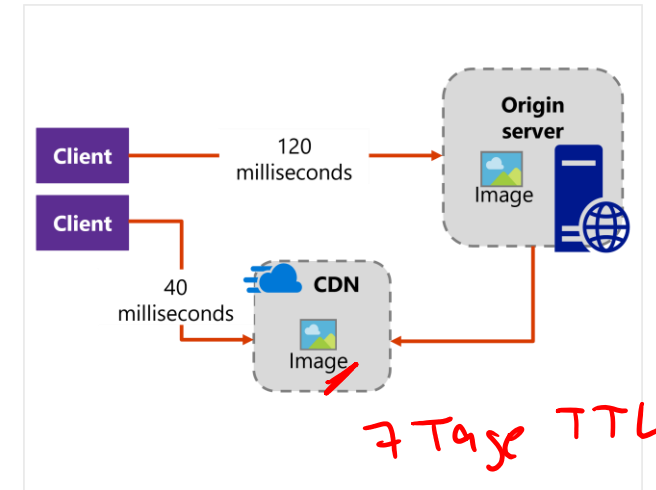 Origin
server
Image
Client
120
milliseconds
Client
40
milliseconds
CDN
Image
7 Tage TTL